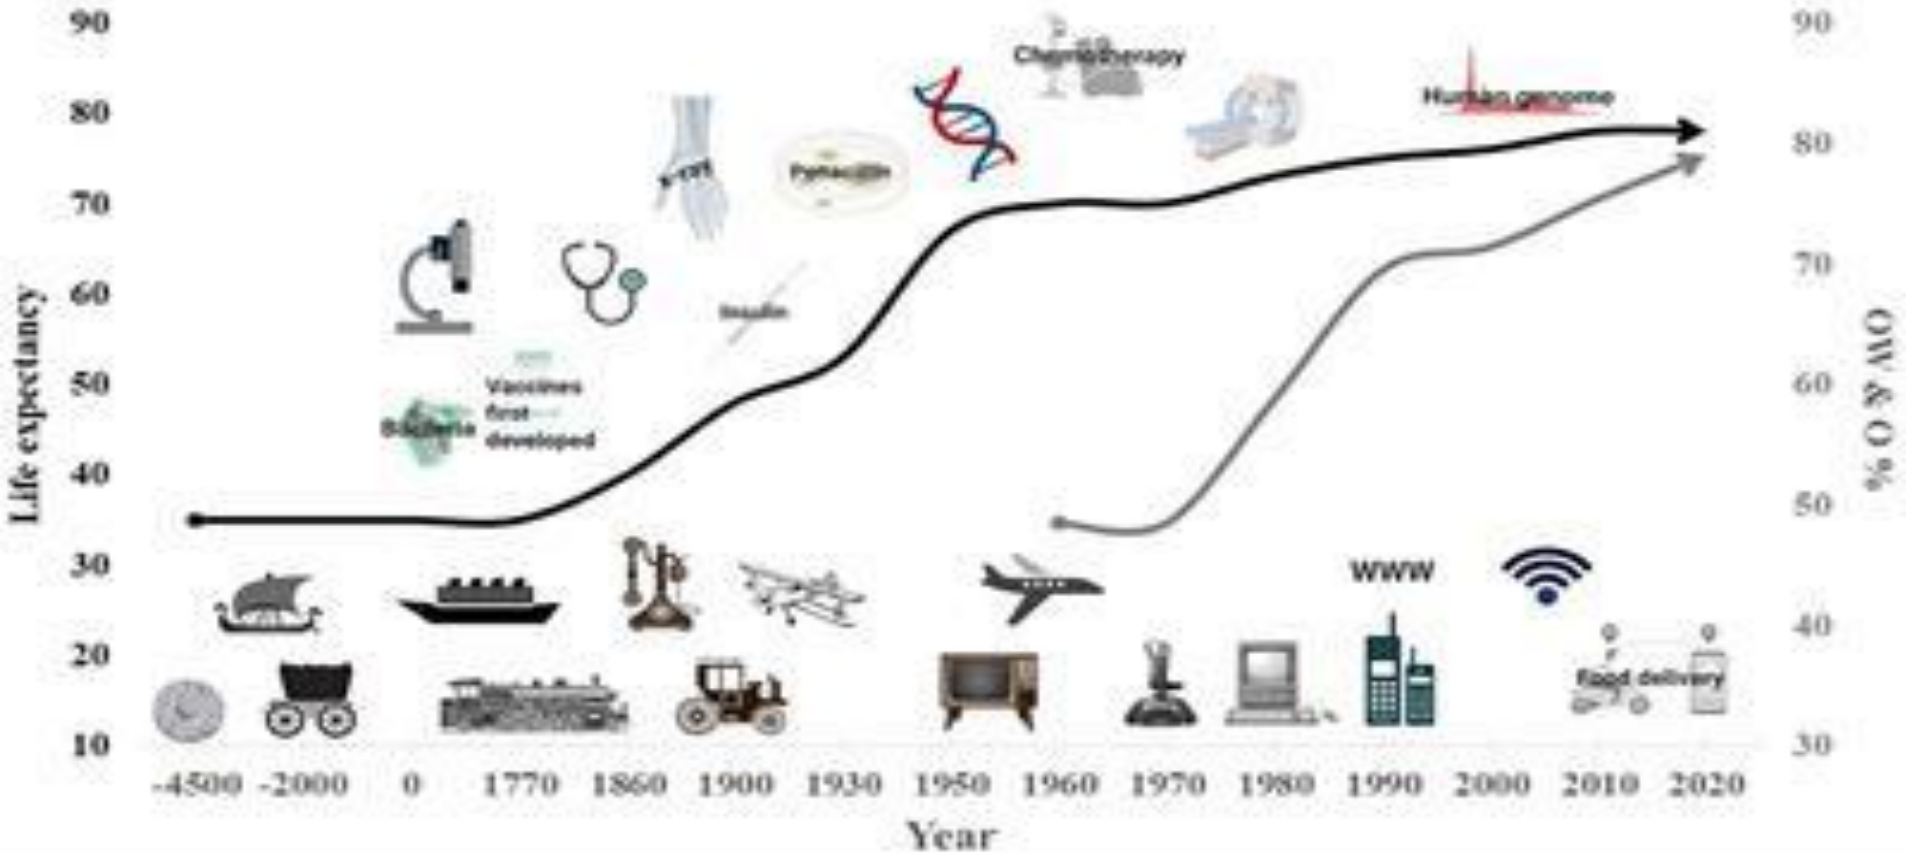 90
80
70
60
50
40
30
20
10
Life expectancy
Chemotherapy
Human genome
X-ray
Penicillin
Insulin
Vaccines
first
developed
Bacteria
WWW
Food delivery
90
80
70
60
50
40
30
% O & OW
-4500 -2000 0 1770 1860 1900 1930 1950 1960 1970 1980 1990 2000 2010 2020
Year